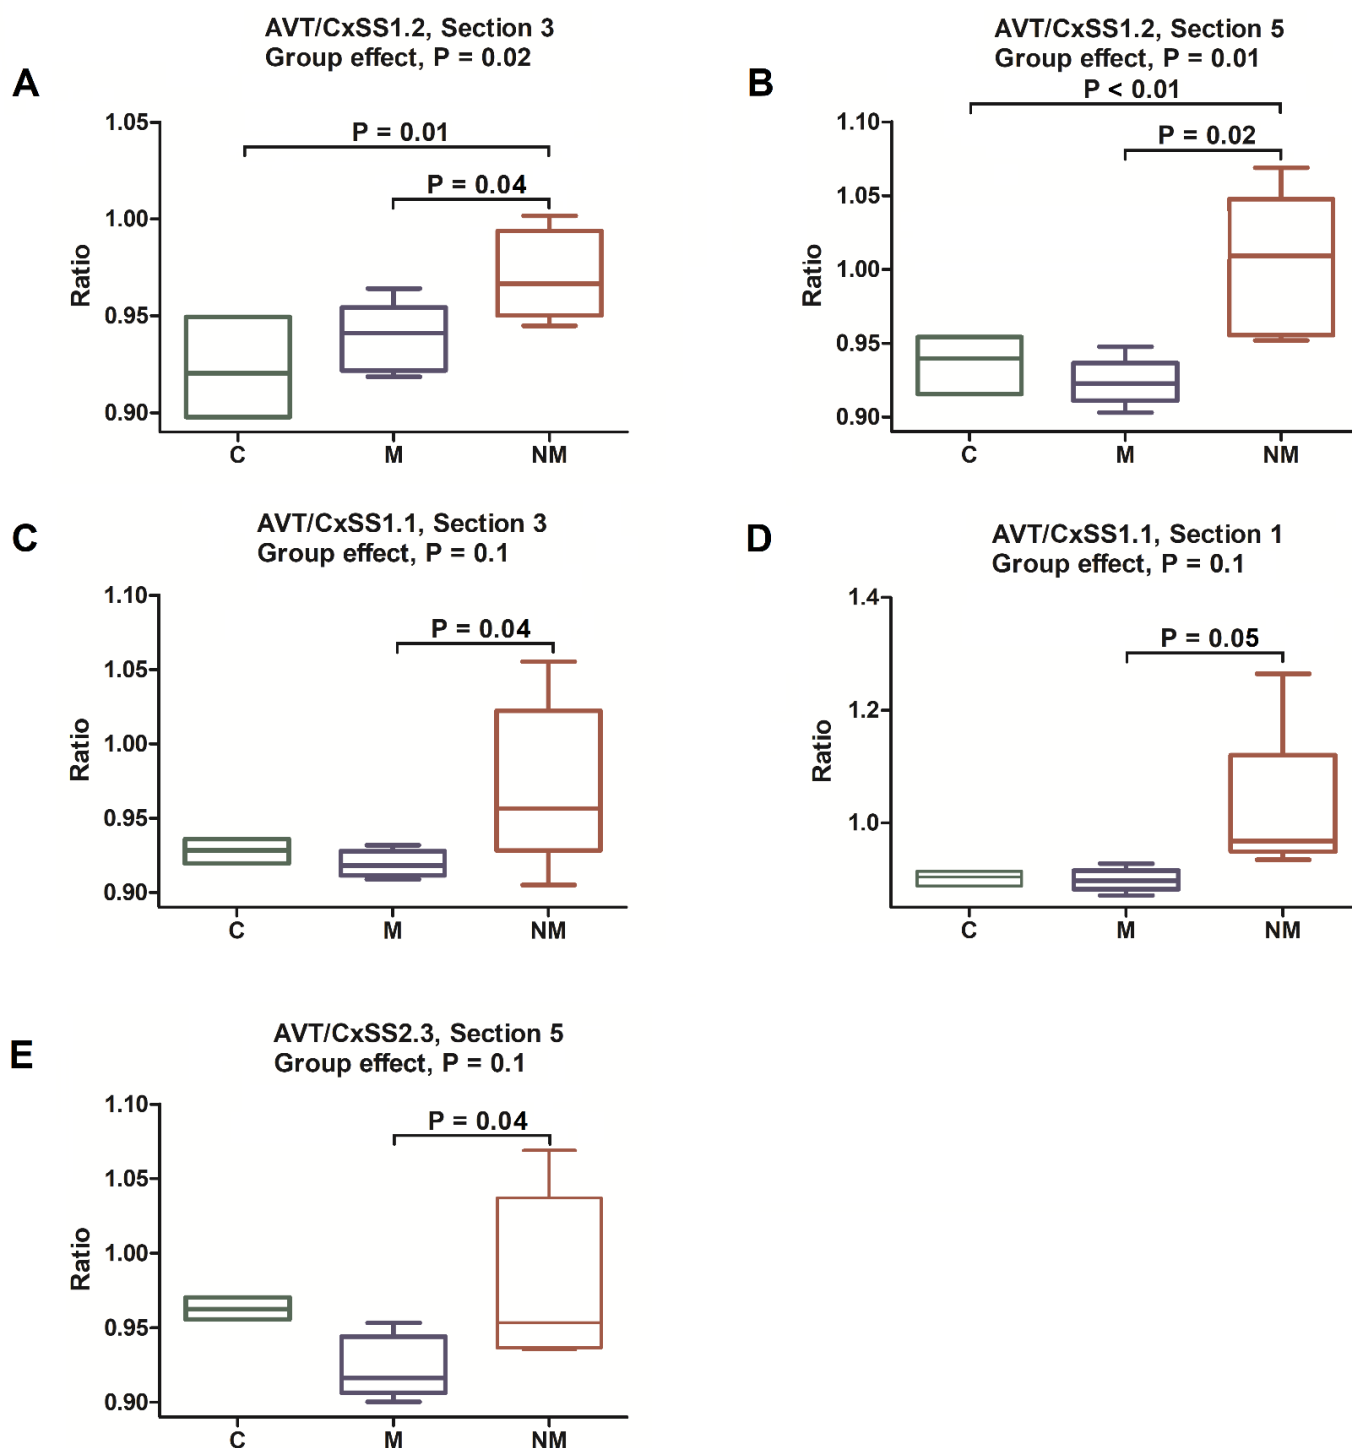 A
AVT/CxSS1.2, Section 3
Group effect, P = 0.02
P = 0.01
P = 0.04
1.05
1.00
0.95
0.90
Ratio
C
M
NM
B
AVT/CxSS1.2, Section 5
Group effect, P = 0.01
P < 0.01
P = 0.02
1.10
1.05
1.00
0.95
0.90
Ratio
C
M
NM
C
AVT/CxSS1.1, Section 3
Group effect, P = 0.1
P = 0.04
1.10
1.05
1.00
0.95
0.90
Ratio
C
M
NM
D
AVT/CxSS1.1, Section 1
Group effect, P = 0.1
P = 0.05
1.4
1.2
1.0
Ratio
C
M
NM
E
AVT/CxSS2.3, Section 5
Group effect, P = 0.1
P = 0.04
1.10
1.05
1.00
0.95
0.90
Ratio
C
M
NM